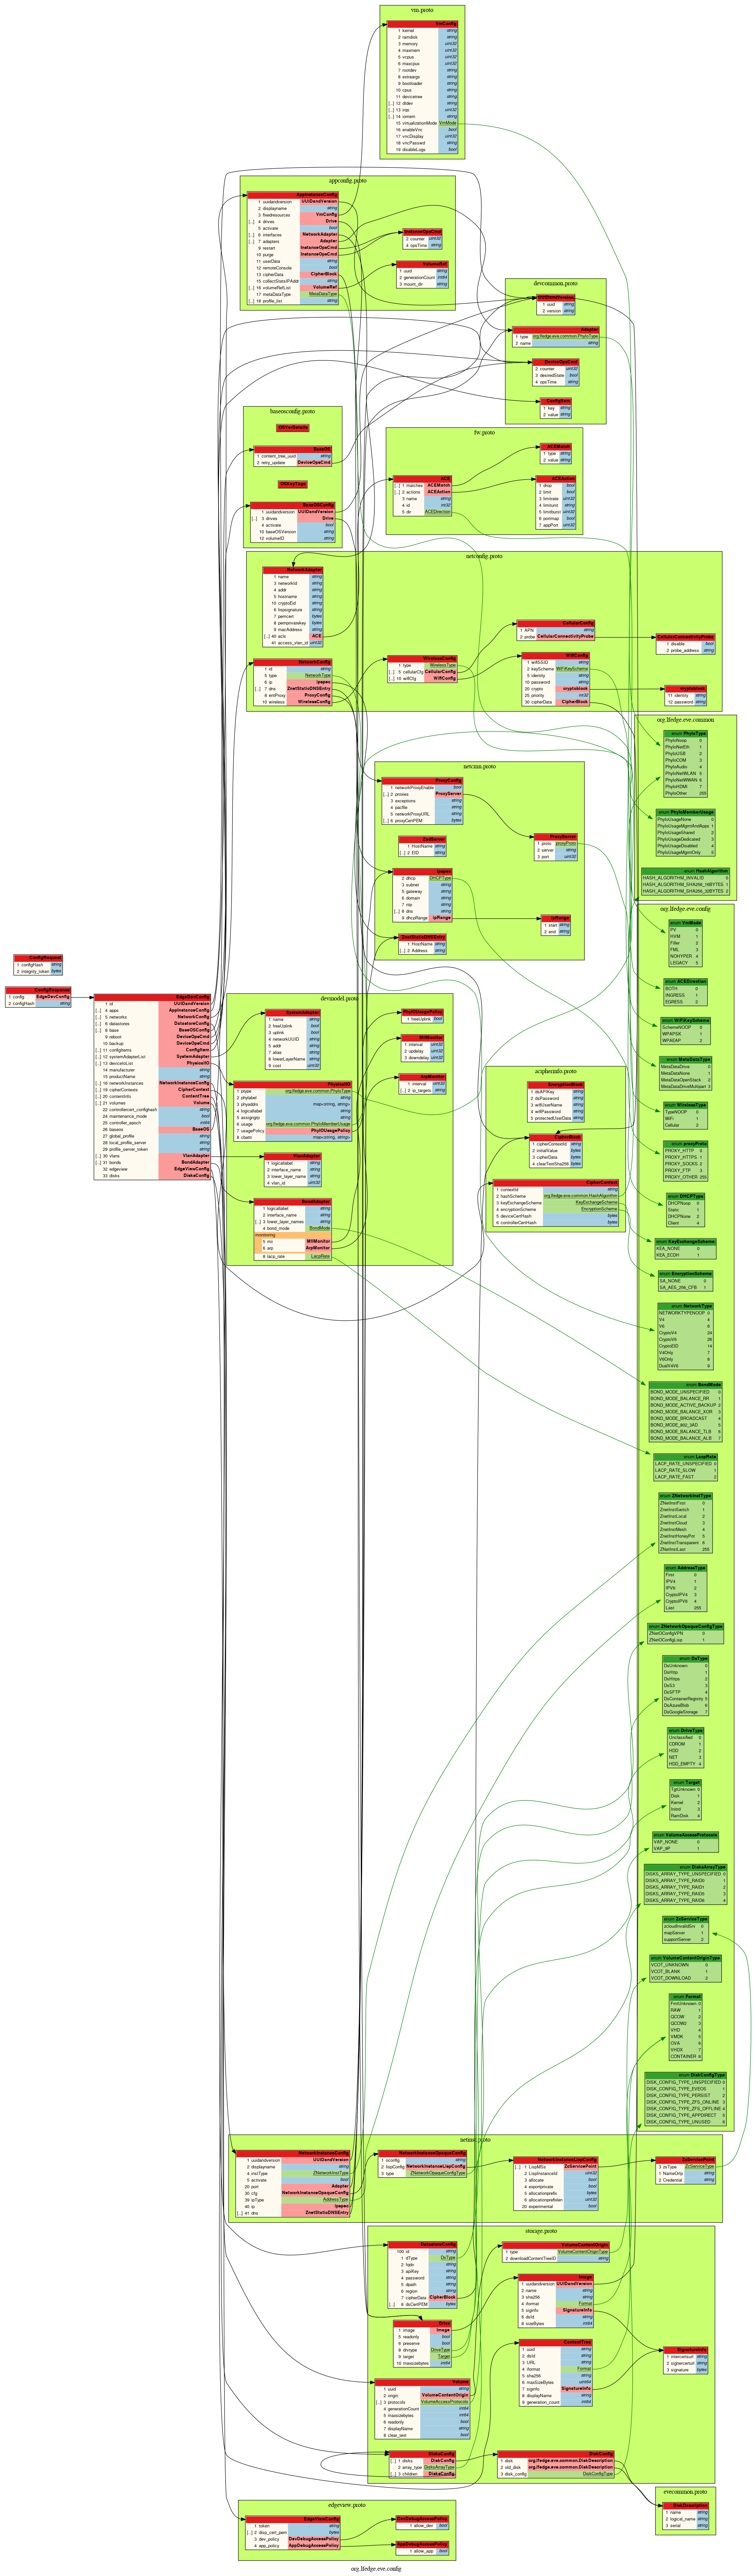 vm.proto
VmConfig
1 kernel string
2 ramdisk string
3 memory uint32
4 maxmem uint32
5 vcpus uint32
6 maxcpus uint32
7 rootdev string
8 extraargs string
9 bootloader string
10 cpus string
11 devicetree string
[...] 12 dtdev string
[...] 13 irqs uint32
[...] 14 iomem string
15 virtualizationMode VmMode
16 enableVnc bool
17 vncDisplay uint32
18 vncPasswd string
19 disableLogs bool
appconfig.proto
AppInstanceConfig
1 uuidandversion UUIDandVersion
2 displayname string
3 fixedresources VmConfig
[...] 4 drives Drive
5 activate bool
[...] 6 interfaces NetworkAdapter
[...] 7 adapters Adapter
9 restart InstanceOpsCmd
10 purge InstanceOpsCmd
11 userData string
12 remoteConsole bool
13 cipherData CipherBlock
15 collectStatsIPAddr string
[...] 16 volumeRefList VolumeRef
17 metaDataType MetaDataType
[...] 18 profile_list string
InstanceOpsCmd
2 counter uint32
4 opsTime string
VolumeRef
1 uuid string
2 generationCount int64
3 mount_dir string
devcommon.proto
UUIDandVersion
1 uuid string
2 version string
Adapter
1 type org.lfedge.eve.common.PhyIoType
2 name string
DeviceOpsCmd
2 counter uint32
3 desiredState bool
4 opsTime string
ConfigItem
1 key string
2 value string
baseosconfig.proto
OSVerDetails
BaseOS
1 content_tree_uuid string
2 retry_update DeviceOpsCmd
OSKeyTags
BaseOSConfig
1 uuidandversion UUIDandVersion
[...] 3 drives Drive
4 activate bool
10 baseOSVersion string
12 volumeID string
fw.proto
ACE
[...] 1 matches ACEMatch
[...] 2 actions ACEAction
3 name string
4 id int32
5 dir ACEDirection
ACEMatch
1 type string
2 value string
ACEAction
1 drop bool
2 limit bool
3 limitrate uint32
4 limitunit string
5 limitburst uint32
6 portmap bool
7 appPort uint32
netconfig.proto
NetworkAdapter
1 name string
3 networkId string
4 addr string
5 hostname string
10 cryptoEid string
6 lispsignature string
7 pemcert bytes
8 pemprivatekey bytes
9 macAddress string
[...] 40 acls ACE
41 access_vlan_id uint32
NetworkConfig
1 id string
5 type NetworkType
6 ip ipspec
[...] 7 dns ZnetStaticDNSEntry
8 entProxy ProxyConfig
10 wireless WirelessConfig
WirelessConfig
1 type WirelessType
[...] 5 cellularCfg CellularConfig
[...] 10 wifiCfg WifiConfig
CellularConfig
1 APN string
2 probe CellularConnectivityProbe
CellularConnectivityProbe
1 disable bool
2 probe_address string
WifiConfig
1 wifiSSID string
2 keyScheme WiFiKeyScheme
5 identity string
10 password string
20 crypto cryptoblock
25 priority int32
30 cipherData CipherBlock
cryptoblock
11 identity string
12 password string
netcmn.proto
ProxyConfig
1 networkProxyEnable bool
[...] 2 proxies ProxyServer
3 exceptions string
4 pacfile string
5 networkProxyURL string
[...] 6 proxyCertPEM bytes
ZedServer
1 HostName string
[...] 2 EID string
ProxyServer
1 proto proxyProto
2 server string
3 port uint32
ipspec
2 dhcp DHCPType
3 subnet string
5 gateway string
6 domain string
7 ntp string
[...] 8 dns string
9 dhcpRange ipRange
ipRange
1 start string
2 end string
ZnetStaticDNSEntry
1 HostName string
[...] 2 Address string
org.lfedge.eve.common
enum PhyIoType
PhyIoNoop 0
PhyIoNetEth 1
PhyIoUSB 2
PhyIoCOM 3
PhyIoAudio 4
PhyIoNetWLAN 5
PhyIoNetWWAN 6
PhyIoHDMI 7
PhyIoOther 255
enum PhyIoMemberUsage
PhyIoUsageNone 0
PhyIoUsageMgmtAndApps 1
PhyIoUsageShared 2
PhyIoUsageDedicated 3
PhyIoUsageDisabled 4
PhyIoUsageMgmtOnly 5
enum HashAlgorithm
HASH_ALGORITHM_INVALID 0
HASH_ALGORITHM_SHA256_16BYTES 1
HASH_ALGORITHM_SHA256_32BYTES 2
org.lfedge.eve.config
enum VmMode
PV 0
HVM 1
Filler 2
FML 3
NOHYPER 4
LEGACY 5
enum ACEDirection
BOTH 0
INGRESS 1
EGRESS 2
enum WiFiKeyScheme
SchemeNOOP 0
WPAPSK 1
WPAEAP 2
enum MetaDataType
MetaDataDrive 0
MetaDataNone 1
MetaDataOpenStack 2
MetaDataDriveMultipart 3
enum WirelessType
TypeNOOP 0
WiFi 1
Cellular 2
enum proxyProto
PROXY_HTTP 0
PROXY_HTTPS 1
PROXY_SOCKS 2
PROXY_FTP 3
PROXY_OTHER 255
enum DHCPType
DHCPNoop 0
Static 1
DHCPNone 2
Client 4
enum KeyExchangeScheme
KEA_NONE 0
KEA_ECDH 1
enum EncryptionScheme
SA_NONE 0
SA_AES_256_CFB 1
enum NetworkType
NETWORKTYPENOOP 0
V4 4
V6 6
CryptoV4 24
CryptoV6 26
CryptoEID 14
V4Only 7
V6Only 8
DualV4V6 9
enum BondMode
BOND_MODE_UNSPECIFIED 0
BOND_MODE_BALANCE_RR 1
BOND_MODE_ACTIVE_BACKUP 2
BOND_MODE_BALANCE_XOR 3
BOND_MODE_BROADCAST 4
BOND_MODE_802_3AD 5
BOND_MODE_BALANCE_TLB 6
BOND_MODE_BALANCE_ALB 7
enum LacpRate
LACP_RATE_UNSPECIFIED 0
LACP_RATE_SLOW 1
LACP_RATE_FAST 2
enum ZNetworkInstType
ZNetInstFirst 0
ZnetInstSwitch 1
ZnetInstLocal 2
ZnetInstCloud 3
ZnetInstMesh 4
ZnetInstHoneyPot 5
ZnetInstTransparent 6
ZNetInstLast 255
enum AddressType
First 0
IPV4 1
IPV6 2
CryptoIPV4 3
CryptoIPV6 4
Last 255
enum ZNetworkOpaqueConfigType
ZNetOConfigVPN 0
ZNetOConfigLisp 1
enum DsType
DsUnknown 0
DsHttp 1
DsHttps 2
DsS3 3
DsSFTP 4
DsContainerRegistry 5
DsAzureBlob 6
DsGoogleStorage 7
enum DriveType
Unclassified 0
CDROM 1
HDD 2
NET 3
HDD_EMPTY 4
enum Target
TgtUnknown 0
Disk 1
Kernel 2
Initrd 3
RamDisk 4
enum VolumeAccessProtocols
VAP_NONE 0
VAP_9P 1
enum DisksArrayType
DISKS_ARRAY_TYPE_UNSPECIFIED 0
DISKS_ARRAY_TYPE_RAID0 1
DISKS_ARRAY_TYPE_RAID1 2
DISKS_ARRAY_TYPE_RAID5 3
DISKS_ARRAY_TYPE_RAID6 4
enum ZcServiceType
zcloudInvalidSrv 0
mapServer 1
supportServer 2
enum VolumeContentOriginType
VCOT_UNKNOWN 0
VCOT_BLANK 1
VCOT_DOWNLOAD 2
enum Format
FmtUnknown 0
RAW 1
QCOW 2
QCOW2 3
VHD 4
VMDK 5
OVA 6
VHDX 7
CONTAINER 8
enum DiskConfigType
DISK_CONFIG_TYPE_UNSPECIFIED 0
DISK_CONFIG_TYPE_EVEOS 1
DISK_CONFIG_TYPE_PERSIST 2
DISK_CONFIG_TYPE_ZFS_ONLINE 3
DISK_CONFIG_TYPE_ZFS_OFFLINE 4
DISK_CONFIG_TYPE_APPDIRECT 5
DISK_CONFIG_TYPE_UNUSED 6
ConfigRequest
1 configHash string
2 integrity_token bytes
ConfigResponse
1 config EdgeDevConfig
2 configHash string
EdgeDevConfig
1 id UUIDandVersion
[...] 4 apps AppInstanceConfig
[...] 5 networks NetworkConfig
[...] 6 datastores DatastoreConfig
[...] 8 base BaseOSConfig
9 reboot DeviceOpsCmd
10 backup DeviceOpsCmd
[...] 11 configItems ConfigItem
[...] 12 systemAdapterList SystemAdapter
[...] 13 deviceIoList PhysicalIO
14 manufacturer string
15 productName string
[...] 16 networkInstances NetworkInstanceConfig
[...] 19 cipherContexts CipherContext
[...] 20 contentInfo ContentTree
[...] 21 volumes Volume
22 controllercert_confighash string
24 maintenance_mode bool
25 controller_epoch int64
26 baseos BaseOS
27 global_profile string
28 local_profile_server string
29 profile_server_token string
[...] 30 vlans VlanAdapter
[...] 31 bonds BondAdapter
32 edgeview EdgeViewConfig
33 disks DisksConfig
devmodel.proto
SystemAdapter
1 name string
2 freeUplink bool
3 uplink bool
4 networkUUID string
5 addr string
7 alias string
8 lowerLayerName string
9 cost uint32
PhysicalIO
1 ptype org.lfedge.eve.common.PhyIoType
2 phylabel string
3 physaddrs map<string, string>
4 logicallabel string
5 assigngrp string
6 usage org.lfedge.eve.common.PhyIoMemberUsage
7 usagePolicy PhyIOUsagePolicy
8 cbattr map<string, string>
PhyIOUsagePolicy
1 freeUplink bool
MIIMonitor
1 interval uint32
2 updelay uint32
3 downdelay uint32
ArpMonitor
1 interval uint32
[...] 2 ip_targets string
VlanAdapter
1 logicallabel string
2 interface_name string
3 lower_layer_name string
4 vlan_id uint32
BondAdapter
1 logicallabel string
2 interface_name string
[...] 3 lower_layer_names string
4 bond_mode BondMode
monitoring
5 mii MIIMonitor
6 arp ArpMonitor
8 lacp_rate LacpRate
acipherinfo.proto
EncryptionBlock
1 dsAPIKey string
2 dsPassword string
3 wifiUserName string
4 wifiPassword string
5 protectedUserData string
CipherBlock
1 cipherContextId string
2 initialValue bytes
3 cipherData bytes
4 clearTextSha256 bytes
CipherContext
1 contextId string
2 hashScheme org.lfedge.eve.common.HashAlgorithm
3 keyExchangeScheme KeyExchangeScheme
4 encryptionScheme EncryptionScheme
5 deviceCertHash bytes
6 controllerCertHash bytes
netinst.proto
NetworkInstanceConfig
1 uuidandversion UUIDandVersion
2 displayname string
4 instType ZNetworkInstType
5 activate bool
20 port Adapter
30 cfg NetworkInstanceOpaqueConfig
39 ipType AddressType
40 ip ipspec
[...] 41 dns ZnetStaticDNSEntry
NetworkInstanceOpaqueConfig
1 oconfig string
2 lispConfig NetworkInstanceLispConfig
3 type ZNetworkOpaqueConfigType
NetworkInstanceLispConfig
[...] 1 LispMSs ZcServicePoint
2 LispInstanceId uint32
3 allocate bool
4 exportprivate bool
5 allocationprefix bytes
6 allocationprefixlen uint32
20 experimental bool
ZcServicePoint
3 zsType ZcServiceType
1 NameOrIp string
2 Credential string
storage.proto
DatastoreConfig
100 id string
1 dType DsType
2 fqdn string
3 apiKey string
4 password string
5 dpath string
6 region string
7 cipherData CipherBlock
[...] 8 dsCertPEM bytes
VolumeContentOrigin
1 type VolumeContentOriginType
2 downloadContentTreeID string
Image
1 uuidandversion UUIDandVersion
2 name string
3 sha256 string
4 iformat Format
5 siginfo SignatureInfo
6 dsId string
8 sizeBytes int64
Drive
1 image Image
5 readonly bool
6 preserve bool
8 drvtype DriveType
9 target Target
10 maxsizebytes int64
ContentTree
1 uuid string
2 dsId string
3 URL string
4 iformat Format
5 sha256 string
6 maxSizeBytes uint64
7 siginfo SignatureInfo
8 displayName string
9 generation_count int64
SignatureInfo
1 intercertsurl string
2 signercerturl string
3 signature bytes
Volume
1 uuid string
2 origin VolumeContentOrigin
[...] 3 protocols VolumeAccessProtocols
4 generationCount int64
5 maxsizebytes int64
6 readonly bool
7 displayName string
8 clear_text bool
DisksConfig
[...] 1 disks DiskConfig
2 array_type DisksArrayType
[...] 3 children DisksConfig
DiskConfig
1 disk org.lfedge.eve.common.DiskDescription
2 old_disk org.lfedge.eve.common.DiskDescription
3 disk_config DiskConfigType
evecommon.proto
DiskDescription
1 name string
2 logical_name string
3 serial string
edgeview.proto
EdgeViewConfig
1 token string
[...] 2 disp_cert_pem bytes
3 dev_policy DevDebugAccessPolicy
4 app_policy AppDebugAccessPolicy
DevDebugAccessPolicy
1 allow_dev bool
AppDebugAccessPolicy
1 allow_app bool
org.lfedge.eve.config